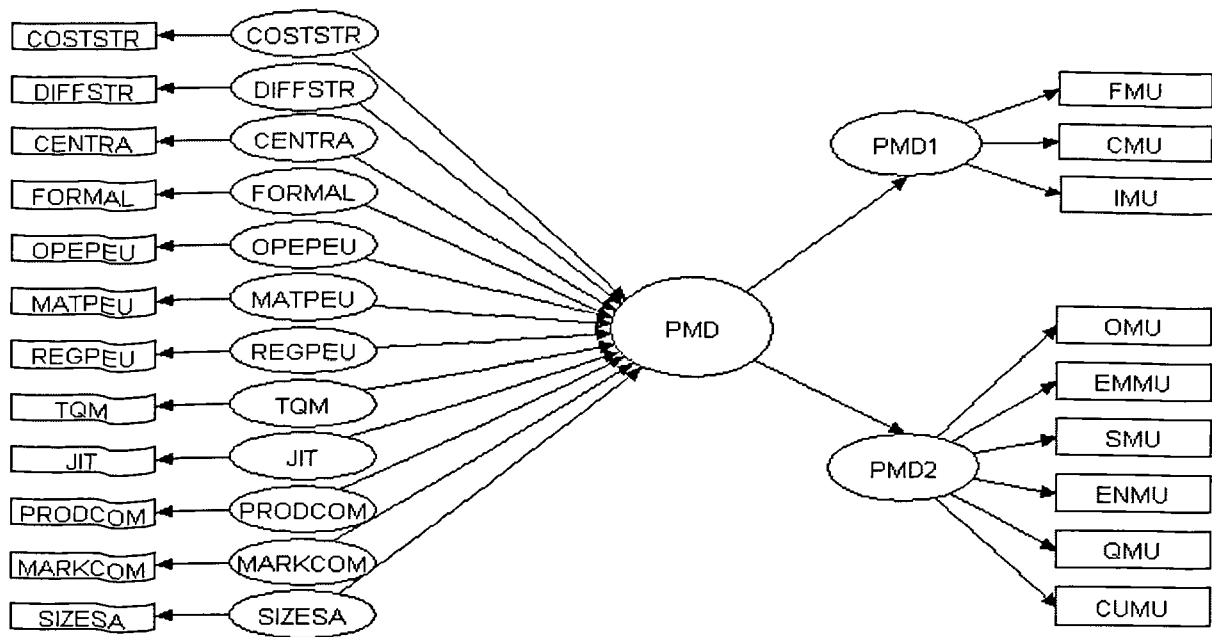 COSTSTR
COSTSTR
DIFFSTR
DIFFSTR
CENTRA
CENTRA
FORMAL
FORMAL
OPEPEU
OPEPEU
MATPEU
MATPEU
REGPEU
REGPEU
TQM
TQM
JIT
JIT
PRODCOM
PRODCOM
MARKCOM
MARKCOM
SIZESA
SIZESA
PMD
PMD1
FMU
CMU
IMU
PMD2
OMU
EMMU
SMU
ENMU
QMU
CUMU